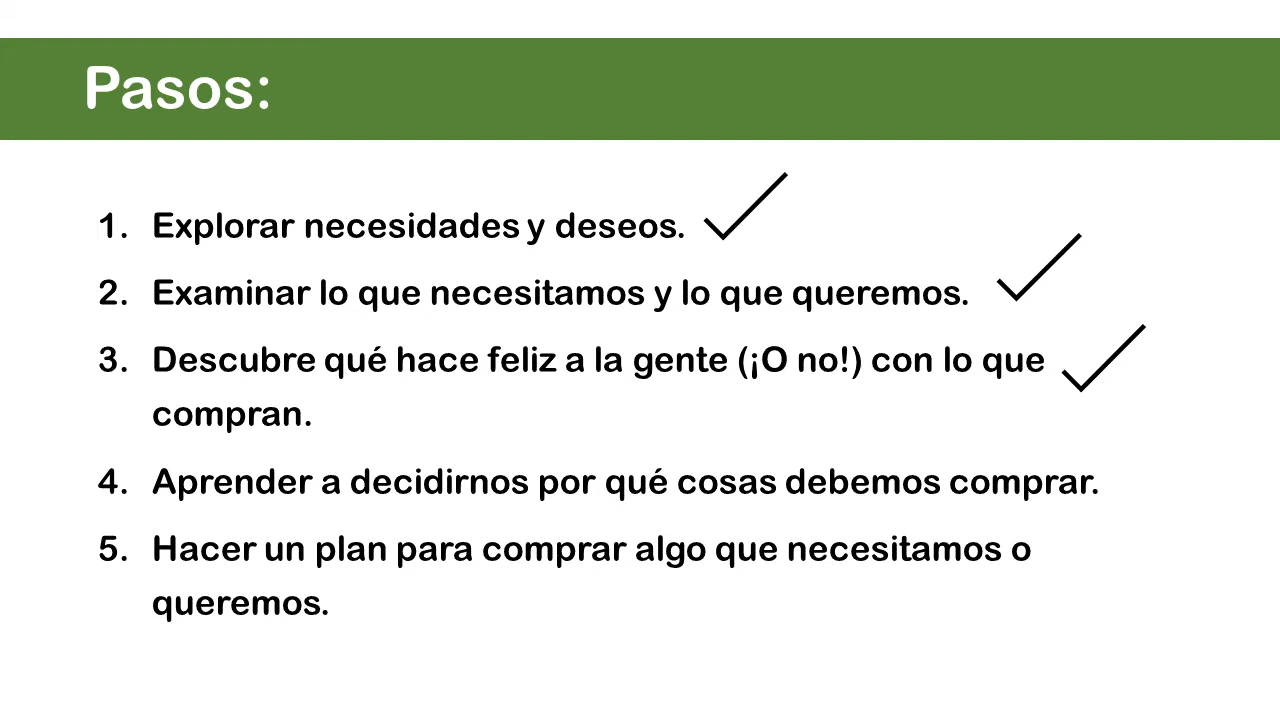 Pasos:
1. Explorar necesidades y deseos.
2. Examinar lo que necesitamos y lo que queremos.
3. Descubre qué hace feliz a la gente (¡O no!) con lo que
compran.
4. Aprender a decidirnos por qué cosas debemos comprar.
5. Hacer un plan para comprar algo que necesitamos o
queremos.